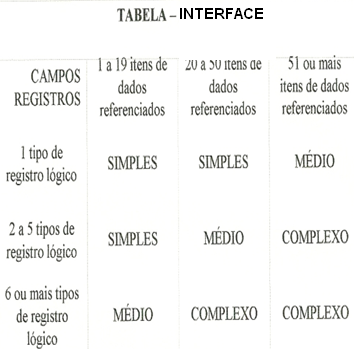 TABELA – INTERFACE
CAMPOS
REGISTROS
1 a 19 itens de
dados
referenciados
20 a 50 itens de
dados
referenciados
51 ou mais
itens de dados
referenciados
1 tipo de
registro lógico
SIMPLES
SIMPLES
MÉDIO
2 a 5 tipos de
registro lógico
SIMPLES
MÉDIO
COMPLEXO
6 ou mais tipos
de registro
lógico
MÉDIO
COMPLEXO
COMPLEXO